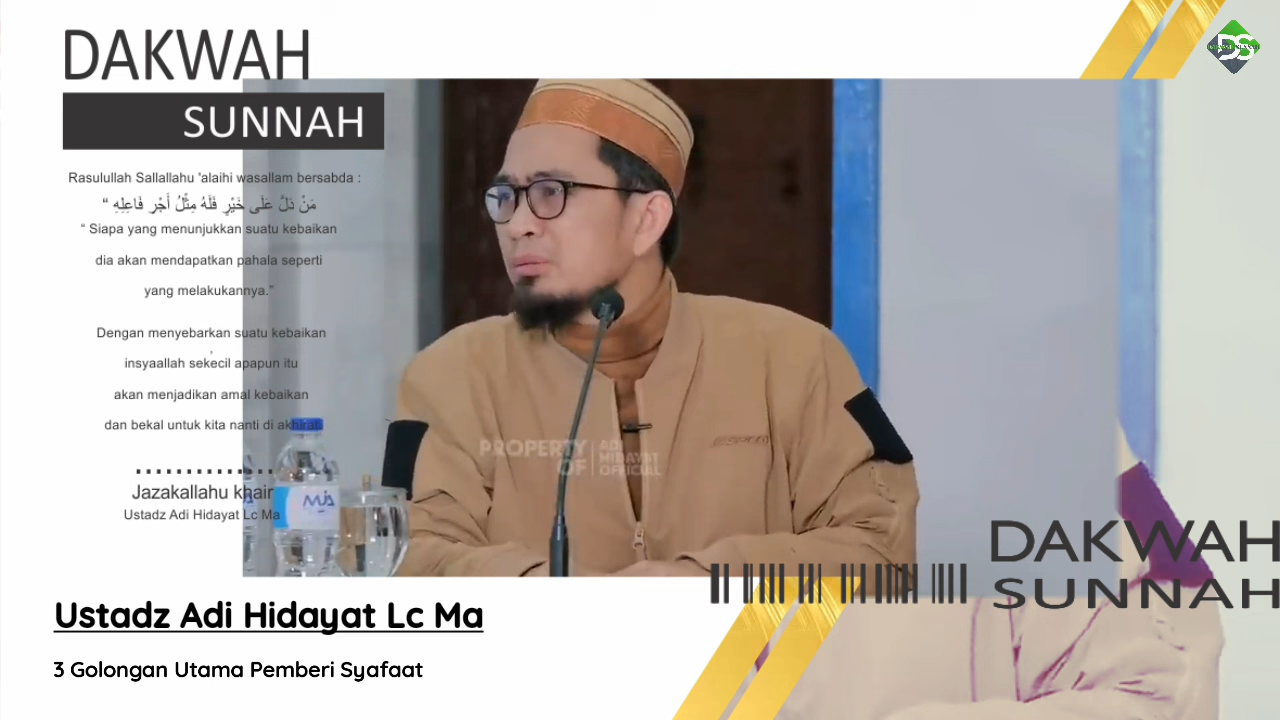 DAKWAH
SUNNAH
Rasulullah Sallallahu 'alaihi wasallam bersabda :
“ مَنْ دَلَّ عَلَى خَيْرٍ فَلَهُ مِثْلُ أَجْرِ فَاعِلِهِ
“ Siapa yang menunjukkan suatu kebaikan
dia akan mendapatkan pahala seperti
yang melakukannya.”
Dengan menyebarkan suatu kebaikan
insyaallah sekecil apapun itu
akan menjadikan amal kebaikan
dan bekal untuk kita nanti di akhirat.
..............
Jazakallahu khair
Ustadz Adi Hidayat Lc Ma
PROPERTY OF
ADI HIDAYAT OFFICIAL
DS
DAKWAH
SUNNAH
Ustadz Adi Hidayat Lc Ma
3 Golongan Utama Pemberi Syafaat